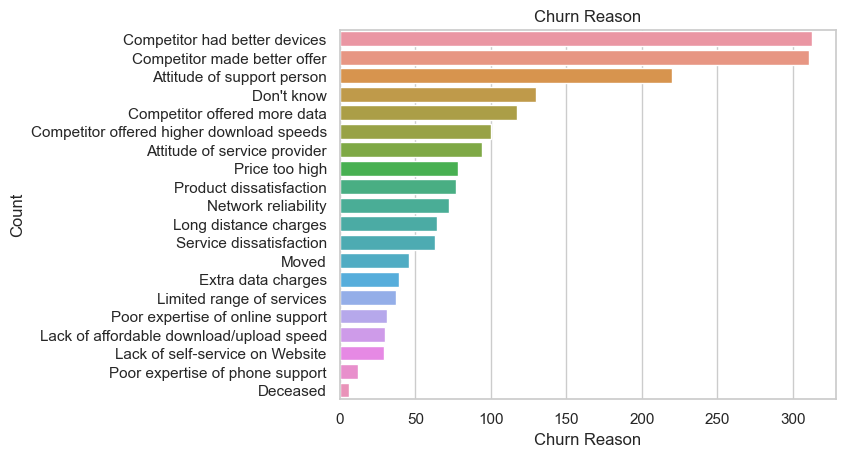 Churn Reason
Competitor had better devices
Competitor made better offer
Attitude of support person
Don't know
Competitor offered more data
Competitor offered higher download speeds
Attitude of service provider
Price too high
Product dissatisfaction
Network reliability
Long distance charges
Service dissatisfaction
Moved
Extra data charges
Limited range of services
Poor expertise of online support
Lack of affordable download/upload speed
Lack of self-service on Website
Poor expertise of phone support
Deceased
Count
0 50 100 150 200 250 300
Churn Reason